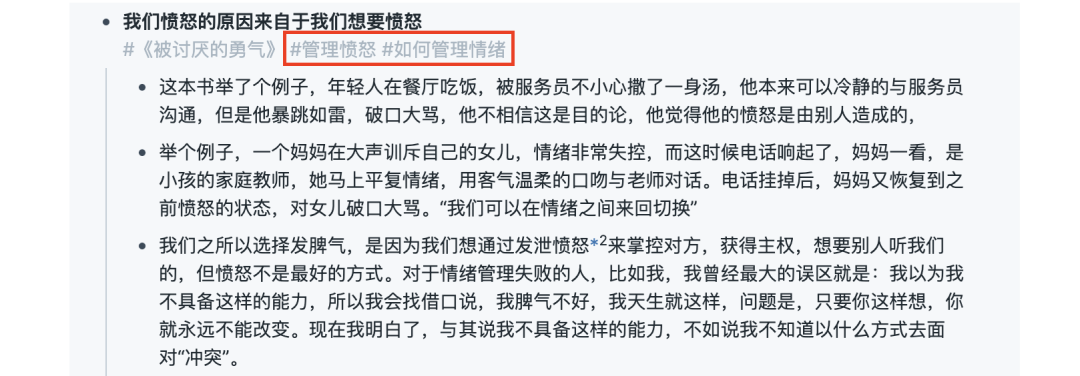 我们愤怒的原因来自于我们想要愤怒
#《被讨厌的勇气》 #管理愤怒 #如何管理情绪
这本书举了个例子，年轻人在餐厅吃饭，被服务员不小心撒了一身汤，他本来可以冷静的与服务员
沟通，但是他暴跳如雷，破口大骂，他不相信这是目的论，他觉得他的愤怒是由别人造成的，
举个例子，一个妈妈在大声训斥自己的女儿，情绪非常失控，而这时候电话响起了，妈妈一看，是
小孩的家庭教师，她马上平复情绪，用客气温柔的口吻与老师对话。电话挂掉后，妈妈又恢复到之
前愤怒的状态，对女儿破口大骂。“我们可以在情绪之间来回切换”
我们之所以选择发脾气，是因为我们想通过发泄愤怒*2来掌控对方，获得主权，想要别人听我们
的，但愤怒不是最好的方式。对于情绪管理失败的人，比如我，我曾经最大的误区就是：我以为我
不具备这样的能力，所以我会找借口说，我脾气不好，我天生就这样，问题是，只要你这样想，你
就永远不能改变。现在我明白了，与其说我不具备这样的能力，不如说我不知道以什么方式去面
对“冲突”。